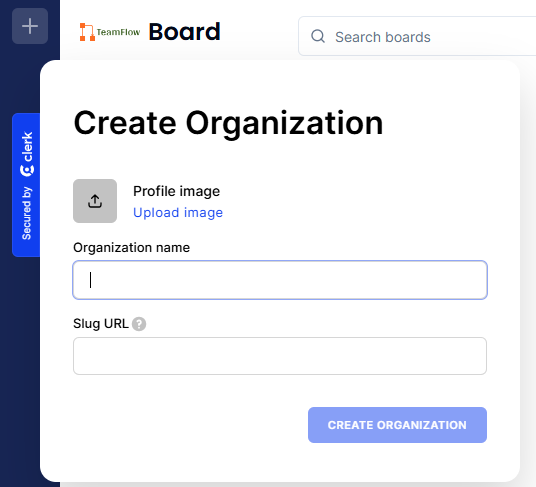 TeamFlow Board
Search boards
Create Organization
Secured by clerk
Profile image
Upload image
Organization name
Slug URL ?
CREATE ORGANIZATION